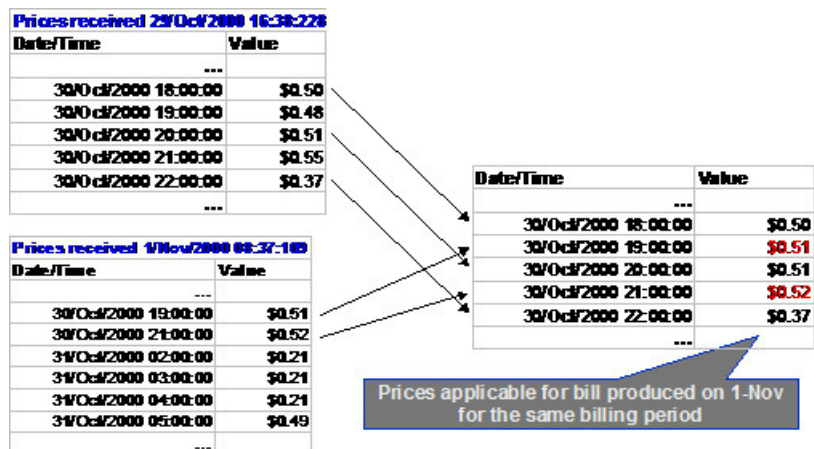 Prices received 29/Oct/2000 16:38:228
Date/Time Value
...
30/Oct/2000 18:00:00 $0.50
30/Oct/2000 19:00:00 $0.48
30/Oct/2000 20:00:00 $0.51
30/Oct/2000 21:00:00 $0.55
30/Oct/2000 22:00:00 $0.37
...
Prices received 1/Nov/2000 08:37:109
Date/Time Value
...
30/Oct/2000 19:00:00 $0.51
30/Oct/2000 21:00:00 $0.52
31/Oct/2000 02:00:00 $0.21
31/Oct/2000 03:00:00 $0.21
31/Oct/2000 04:00:00 $0.21
31/Oct/2000 05:00:00 $0.49
...
Date/Time Value
...
30/Oct/2000 18:00:00 $0.50
30/Oct/2000 19:00:00 $0.51
30/Oct/2000 20:00:00 $0.51
30/Oct/2000 21:00:00 $0.52
30/Oct/2000 22:00:00 $0.37
...
Prices applicable for bill produced on 1-Nov
for the same billing period